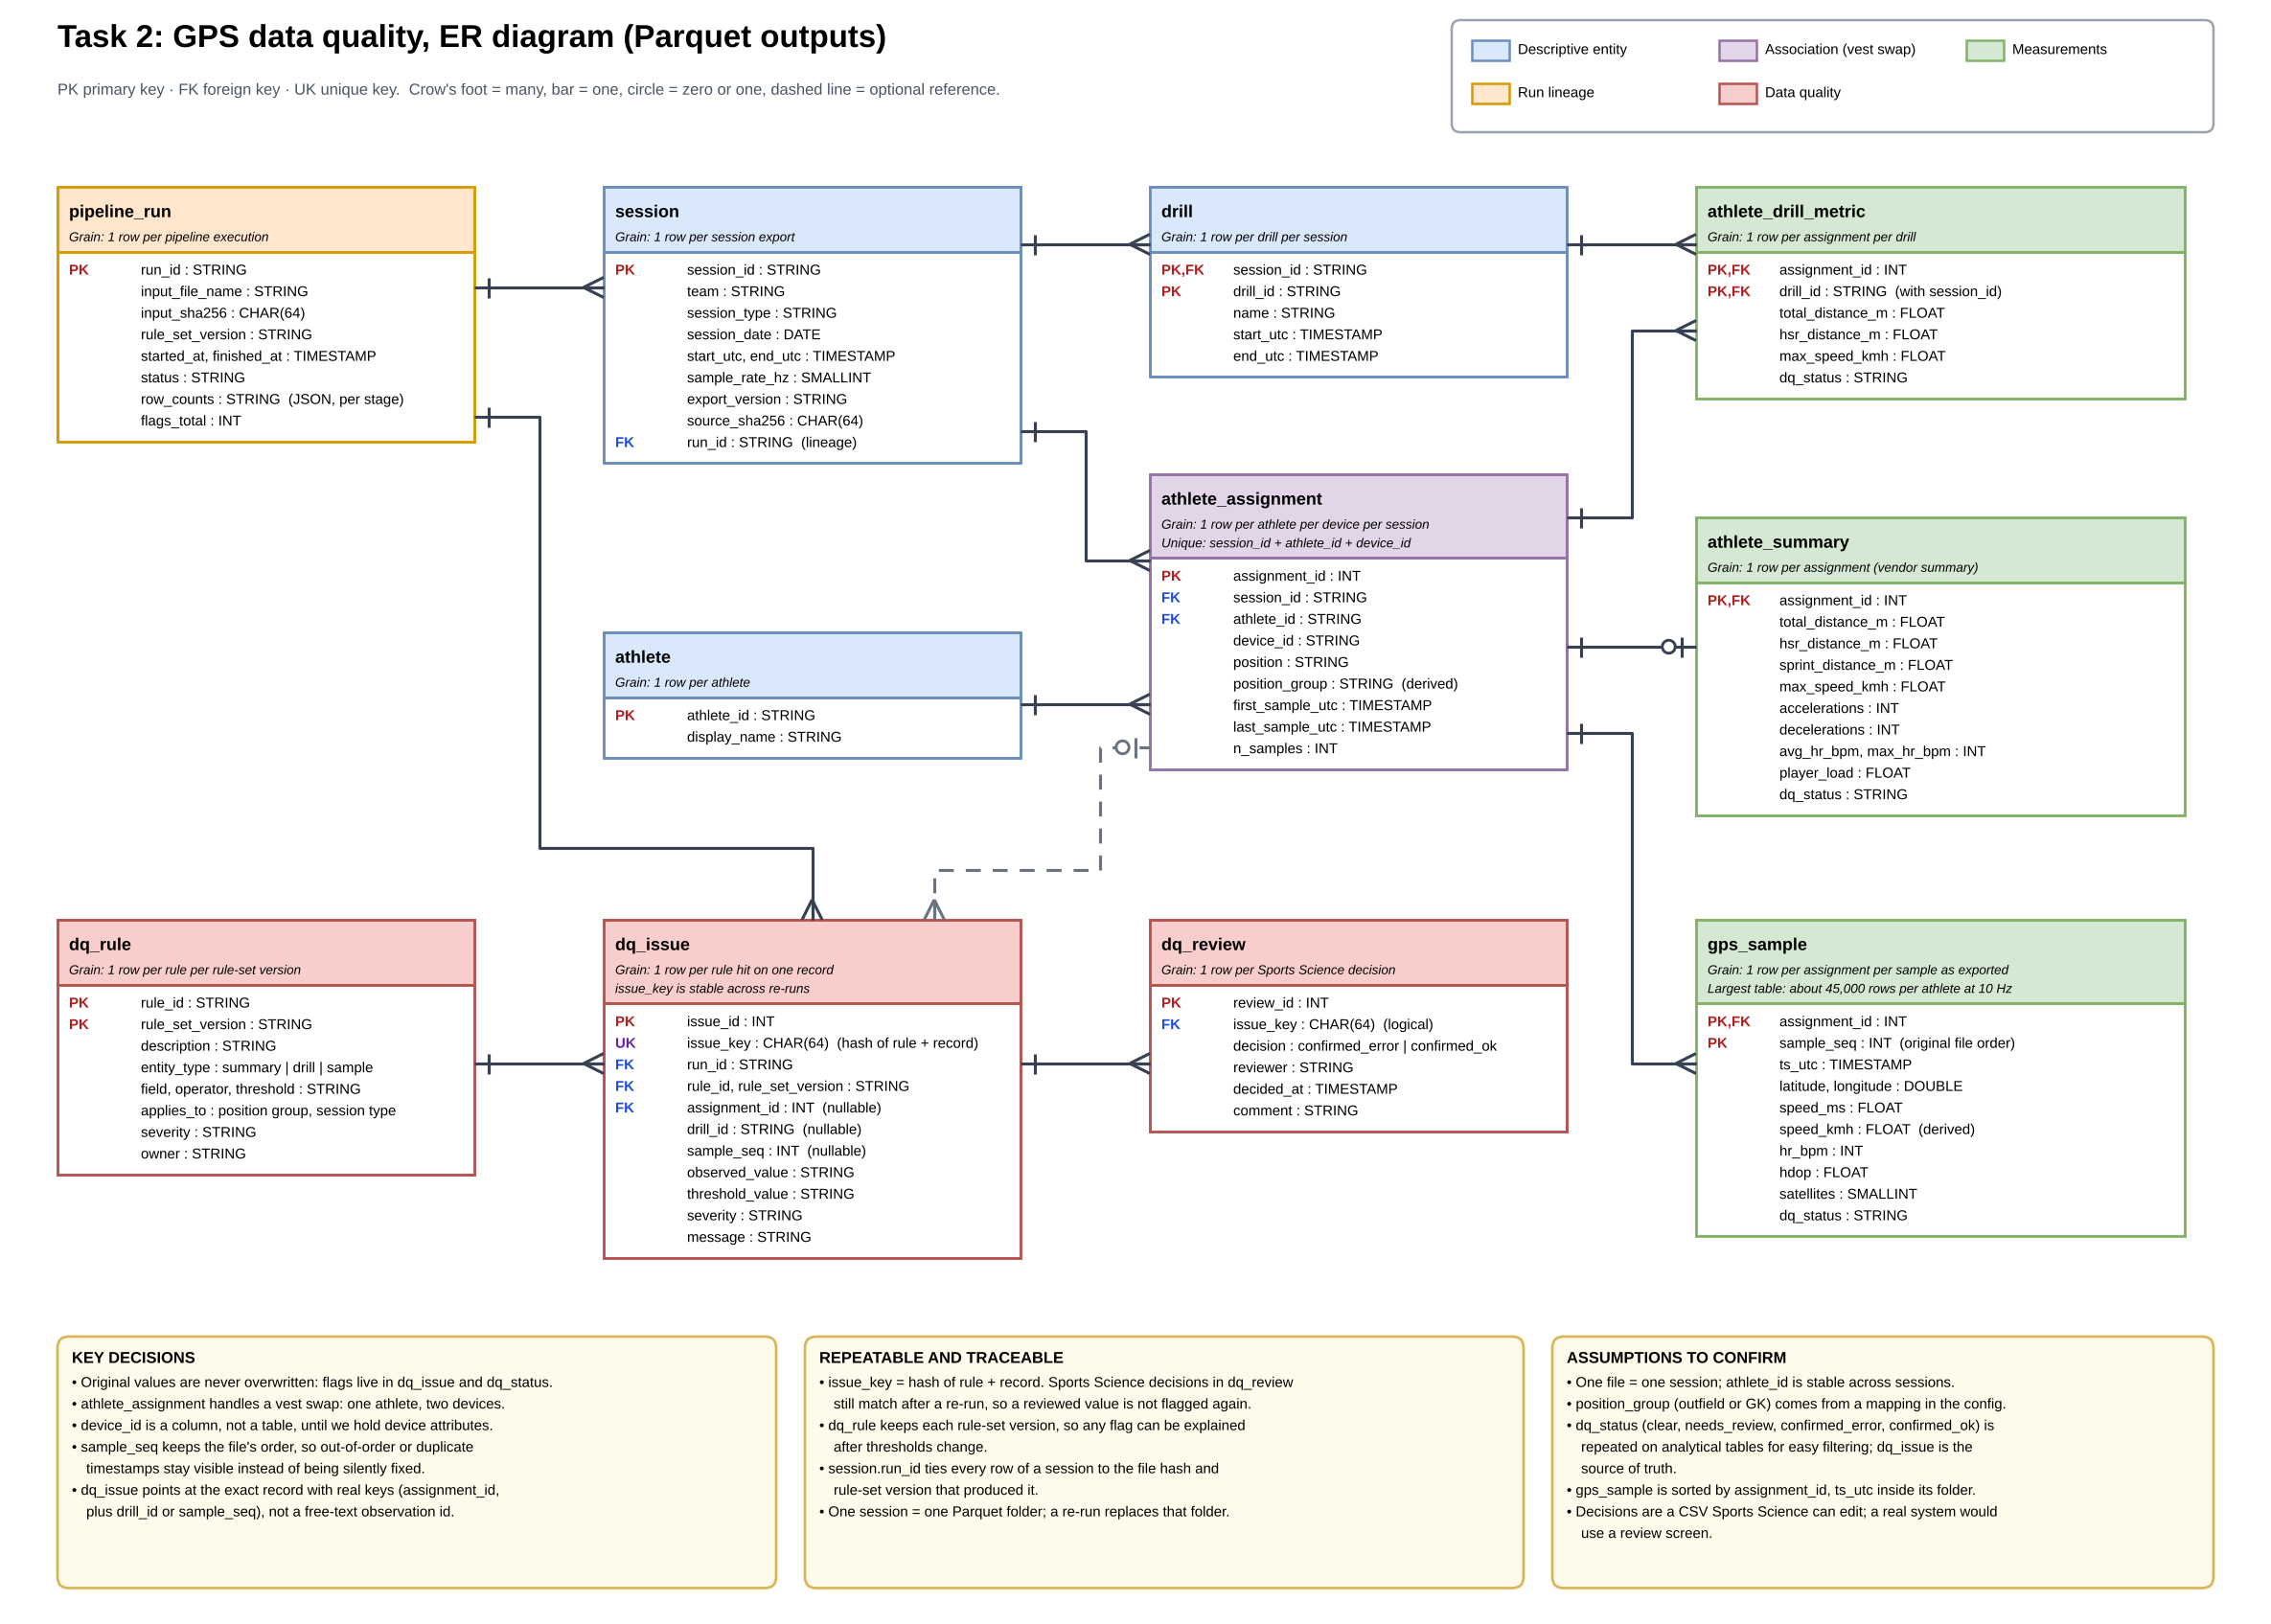 Task 2: GPS data quality, ER diagram (Parquet outputs)
PK primary key · FK foreign key · UK unique key.  Crow's foot = many, bar = one, circle = zero or one, dashed line = optional reference.
Descriptive entity
Association (vest swap)
Measurements
Run lineage
Data quality
pipeline_run
Grain: 1 row per pipeline execution
PK run_id : STRING
input_file_name : STRING
input_sha256 : CHAR(64)
rule_set_version : STRING
started_at, finished_at : TIMESTAMP
status : STRING
row_counts : STRING  (JSON, per stage)
flags_total : INT
session
Grain: 1 row per session export
PK session_id : STRING
team : STRING
session_type : STRING
session_date : DATE
start_utc, end_utc : TIMESTAMP
sample_rate_hz : SMALLINT
export_version : STRING
source_sha256 : CHAR(64)
FK run_id : STRING  (lineage)
drill
Grain: 1 row per drill per session
PK,FK session_id : STRING
PK drill_id : STRING
name : STRING
start_utc : TIMESTAMP
end_utc : TIMESTAMP
athlete_drill_metric
Grain: 1 row per assignment per drill
PK,FK assignment_id : INT
PK,FK drill_id : STRING  (with session_id)
total_distance_m : FLOAT
hsr_distance_m : FLOAT
max_speed_kmh : FLOAT
dq_status : STRING
athlete_assignment
Grain: 1 row per athlete per device per session
Unique: session_id + athlete_id + device_id
PK assignment_id : INT
FK session_id : STRING
FK athlete_id : STRING
device_id : STRING
position : STRING
position_group : STRING  (derived)
first_sample_utc : TIMESTAMP
last_sample_utc : TIMESTAMP
n_samples : INT
athlete_summary
Grain: 1 row per assignment (vendor summary)
PK,FK assignment_id : INT
total_distance_m : FLOAT
hsr_distance_m : FLOAT
sprint_distance_m : FLOAT
max_speed_kmh : FLOAT
accelerations : INT
decelerations : INT
avg_hr_bpm, max_hr_bpm : INT
player_load : FLOAT
dq_status : STRING
athlete
Grain: 1 row per athlete
PK athlete_id : STRING
display_name : STRING
dq_rule
Grain: 1 row per rule per rule-set version
PK rule_id : STRING
PK rule_set_version : STRING
description : STRING
entity_type : summary | drill | sample
field, operator, threshold : STRING
applies_to : position group, session type
severity : STRING
owner : STRING
dq_issue
Grain: 1 row per rule hit on one record
issue_key is stable across re-runs
PK issue_id : INT
UK issue_key : CHAR(64)  (hash of rule + record)
FK run_id : STRING
FK rule_id, rule_set_version : STRING
FK assignment_id : INT  (nullable)
drill_id : STRING  (nullable)
sample_seq : INT  (nullable)
observed_value : STRING
threshold_value : STRING
severity : STRING
message : STRING
dq_review
Grain: 1 row per Sports Science decision
PK review_id : INT
FK issue_key : CHAR(64)  (logical)
decision : confirmed_error | confirmed_ok
reviewer : STRING
decided_at : TIMESTAMP
comment : STRING
gps_sample
Grain: 1 row per assignment per sample as exported
Largest table: about 45,000 rows per athlete at 10 Hz
PK,FK assignment_id : INT
PK sample_seq : INT  (original file order)
ts_utc : TIMESTAMP
latitude, longitude : DOUBLE
speed_ms : FLOAT
speed_kmh : FLOAT  (derived)
hr_bpm : INT
hdop : FLOAT
satellites : SMALLINT
dq_status : STRING
KEY DECISIONS
• Original values are never overwritten: flags live in dq_issue and dq_status.
• athlete_assignment handles a vest swap: one athlete, two devices.
• device_id is a column, not a table, until we hold device attributes.
• sample_seq keeps the file's order, so out-of-order or duplicate
timestamps stay visible instead of being silently fixed.
• dq_issue points at the exact record with real keys (assignment_id,
plus drill_id or sample_seq), not a free-text observation id.
REPEATABLE AND TRACEABLE
• issue_key = hash of rule + record. Sports Science decisions in dq_review
still match after a re-run, so a reviewed value is not flagged again.
• dq_rule keeps each rule-set version, so any flag can be explained
after thresholds change.
• session.run_id ties every row of a session to the file hash and
rule-set version that produced it.
• One session = one Parquet folder; a re-run replaces that folder.
ASSUMPTIONS TO CONFIRM
• One file = one session; athlete_id is stable across sessions.
• position_group (outfield or GK) comes from a mapping in the config.
• dq_status (clear, needs_review, confirmed_error, confirmed_ok) is
repeated on analytical tables for easy filtering; dq_issue is the
source of truth.
• gps_sample is sorted by assignment_id, ts_utc inside its folder.
• Decisions are a CSV Sports Science can edit; a real system would
use a review screen.